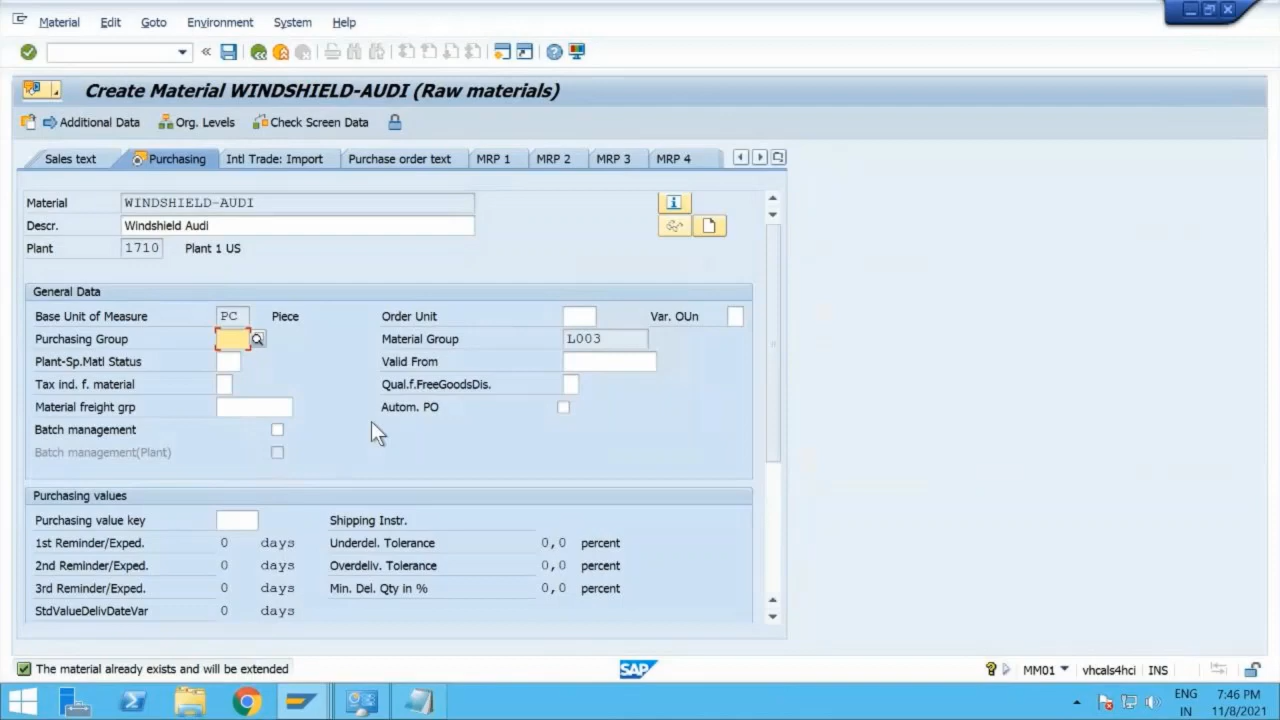 Material Edit Goto Environment System Help
Create Material WINDSHIELD-AUDI (Raw materials)
Additional Data Org. Levels Check Screen Data
Sales text Purchasing Intl Trade: Import Purchase order text MRP 1 MRP 2 MRP 3 MRP 4
Material WINDSHIELD-AUDI
Descr. Windshield Audi
Plant 1710 Plant 1 US
General Data
Base Unit of Measure PC Piece Order Unit Var. OUn
Purchasing Group Material Group L003
Plant-Sp.Matl Status Valid From
Tax ind. f. material Qual.f.FreeGoodsDis.
Material freight grp Autom. PO
Batch management
Batch management(Plant)
Purchasing values
Purchasing value key Shipping Instr.
1st Reminder/Exped. 0 days Underdel. Tolerance 0,0 percent
2nd Reminder/Exped. 0 days Overdeliv. Tolerance 0,0 percent
3rd Reminder/Exped. 0 days Min. Del. Qty in % 0,0 percent
StdValueDelivDateVar 0 days
The material already exists and will be extended SAP MM01 vhcals4hci INS
ENG 7:46 PM
IN 11/8/2021